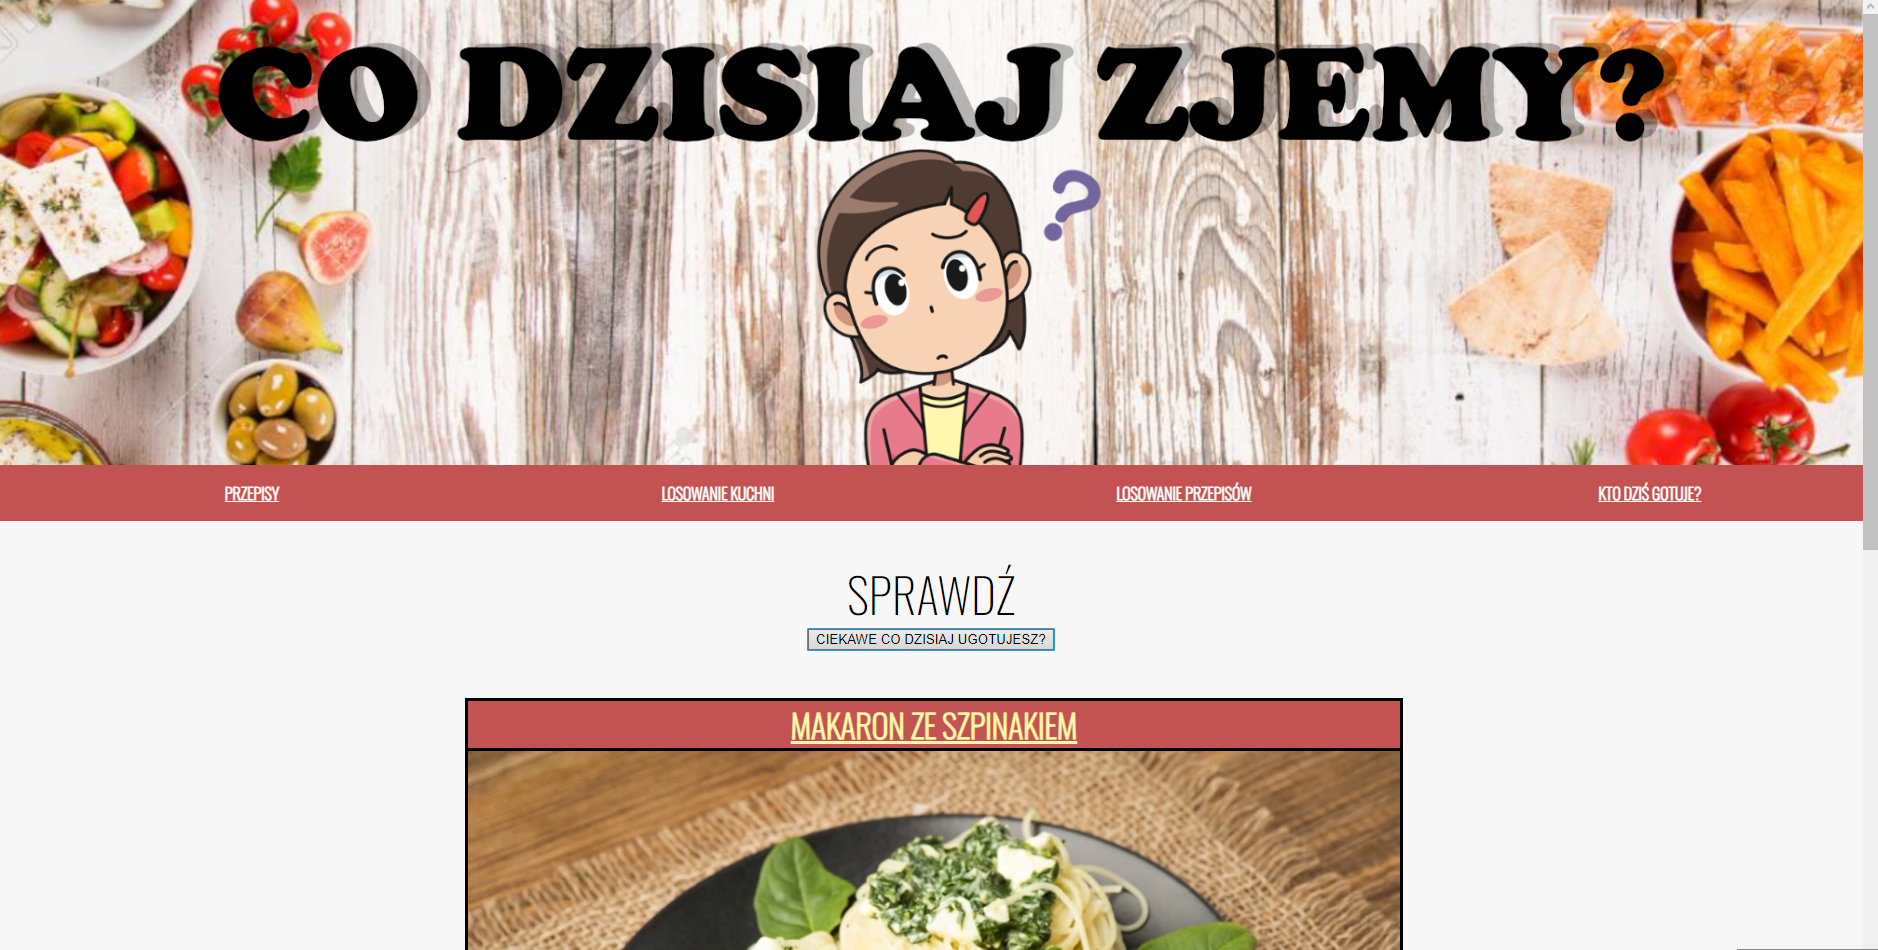 CO DZISIAJ ZJEMY?
?
PRZEPISY
LOSOWANIE KUCHNI
LOSOWANIE PRZEPISÓW
KTO DZIŚ GOTUJE?
SPRAWDŹ
CIEKAWE CO DZISIAJ UGOTUJESZ?
MAKARON ZE SZPINAKIEM